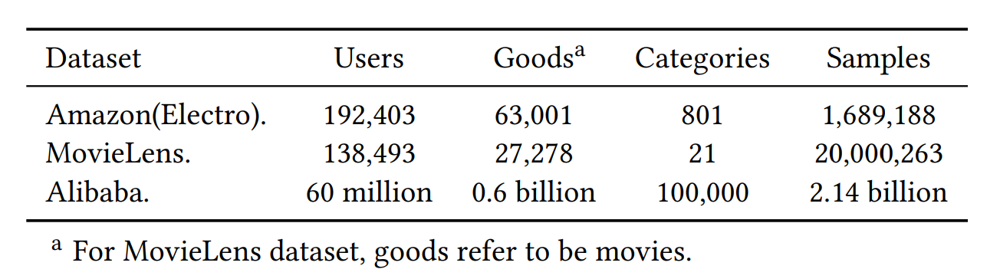 Dataset Users Goodsᵃ Categories Samples
Amazon(Electro). 192,403 63,001 801 1,689,188
MovieLens. 138,493 27,278 21 20,000,263
Alibaba. 60 million 0.6 billion 100,000 2.14 billion
ᵃ For MovieLens dataset, goods refer to be movies.